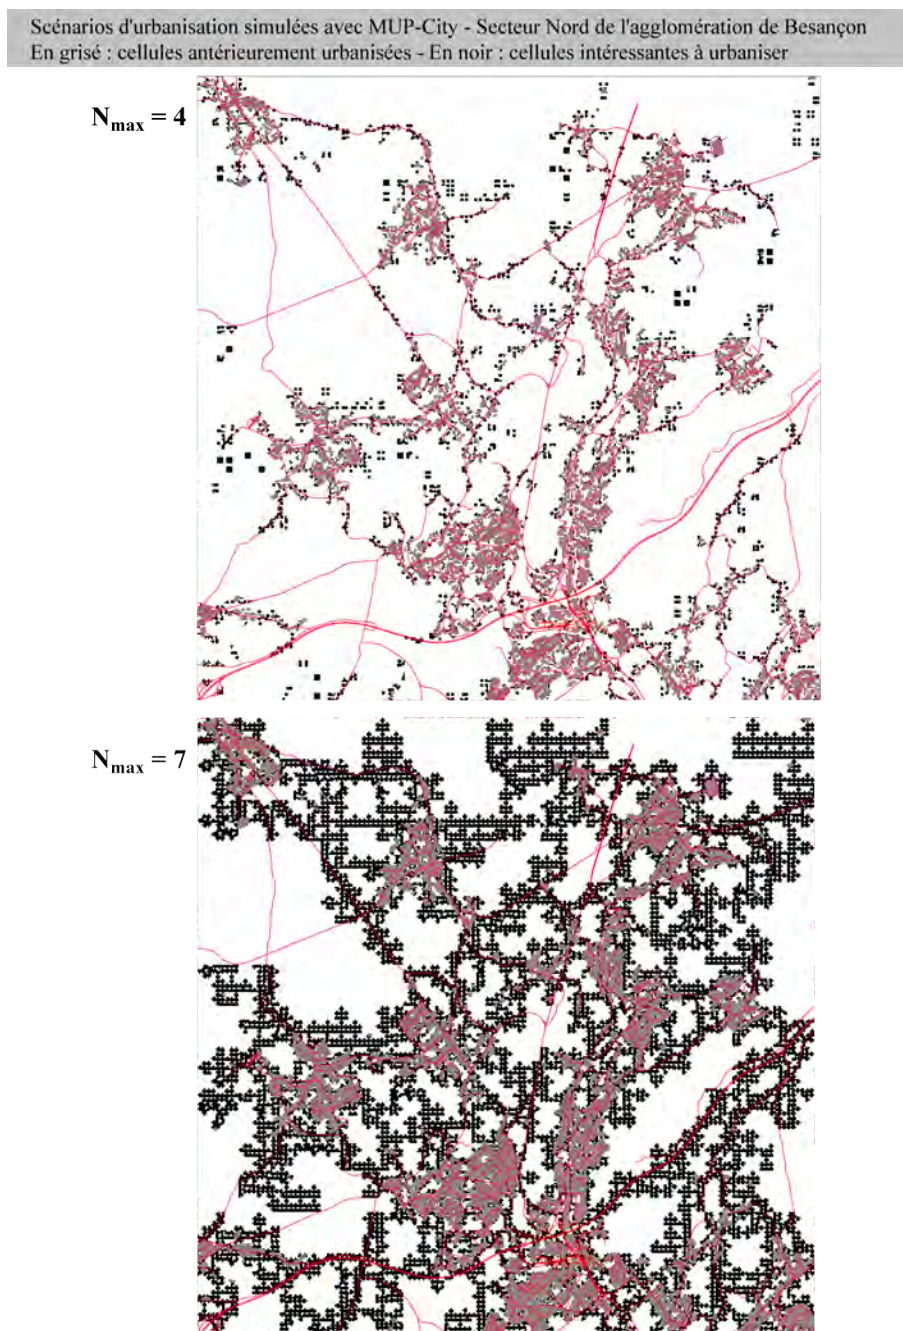 Scénarios d'urbanisation simulées avec MUP-City - Secteur Nord de l'agglomération de Besançon
En grisé : cellules antérieurement urbanisées - En noir : cellules intéressantes à urbaniser
Nmax = 4
Nmax = 7